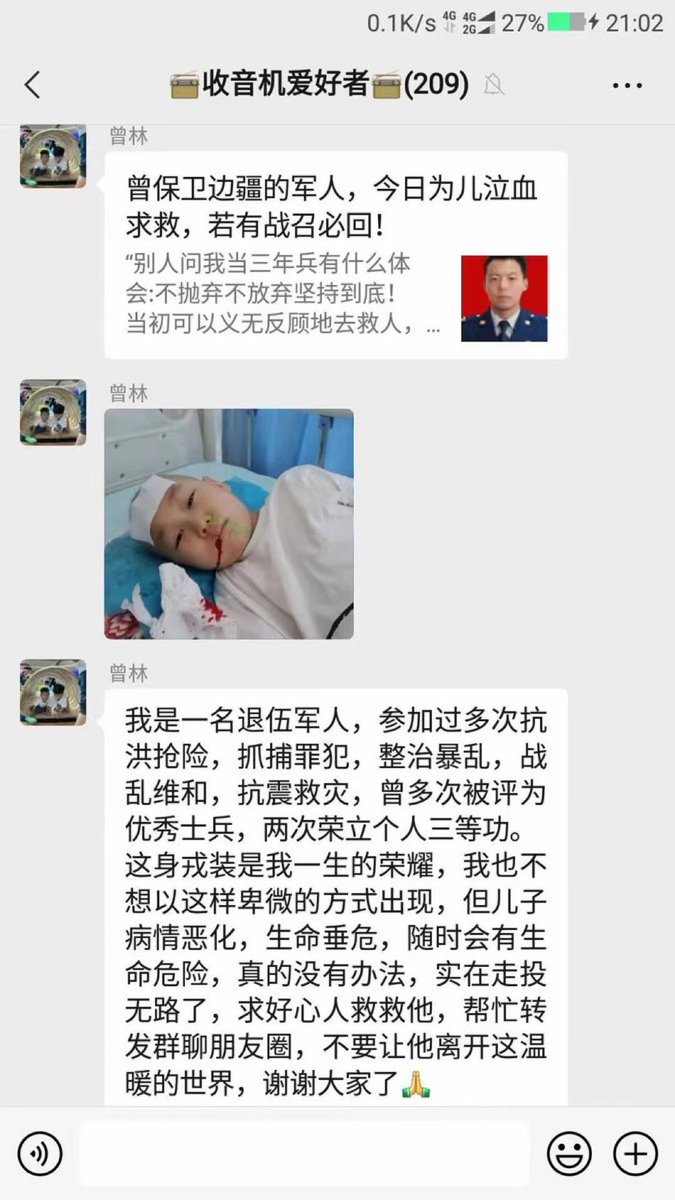 0.1K/s 4G 4G 2G 27% 21:02
收音机爱好者(209)
曾林
曾保卫边疆的军人，今日为儿泣血
求救，若有战召必回！
“别人问我当三年兵有什么体
会:不抛弃不放弃坚持到底！
当初可以义无反顾地去救人，...
曾林
曾林
我是一名退伍军人，参加过多次抗
洪抢险，抓捕罪犯，整治暴乱，战
乱维和，抗震救灾，曾多次被评为
优秀士兵，两次荣立个人三等功。
这身戎装是我一生的荣耀，我也不
想以这样卑微的方式出现，但儿子
病情恶化，生命垂危，随时会有生
命危险，真的没有办法，实在走投
无路了，求好心人救救他，帮忙转
发群聊朋友圈，不要让他离开这温
暖的世界，谢谢大家了🙏